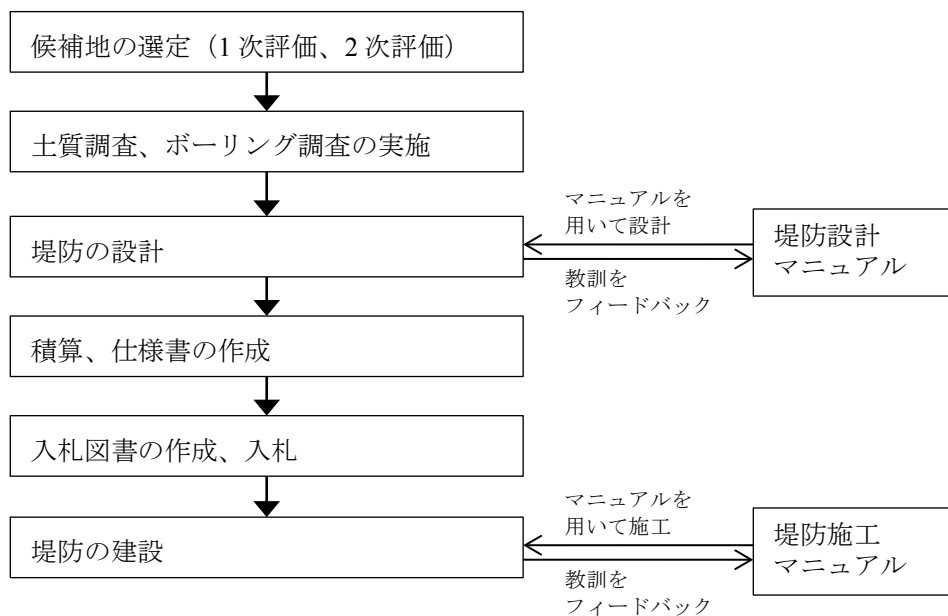 候補地の選定（1 次評価、2 次評価）
土質調査、ボーリング調査の実施
マニュアルを
用いて設計
堤防の設計
堤防設計
マニュアル
教訓を
フィードバック
積算、仕様書の作成
入札図書の作成、入札
マニュアルを
用いて施工
堤防の建設
堤防施工
マニュアル
教訓を
フィードバック